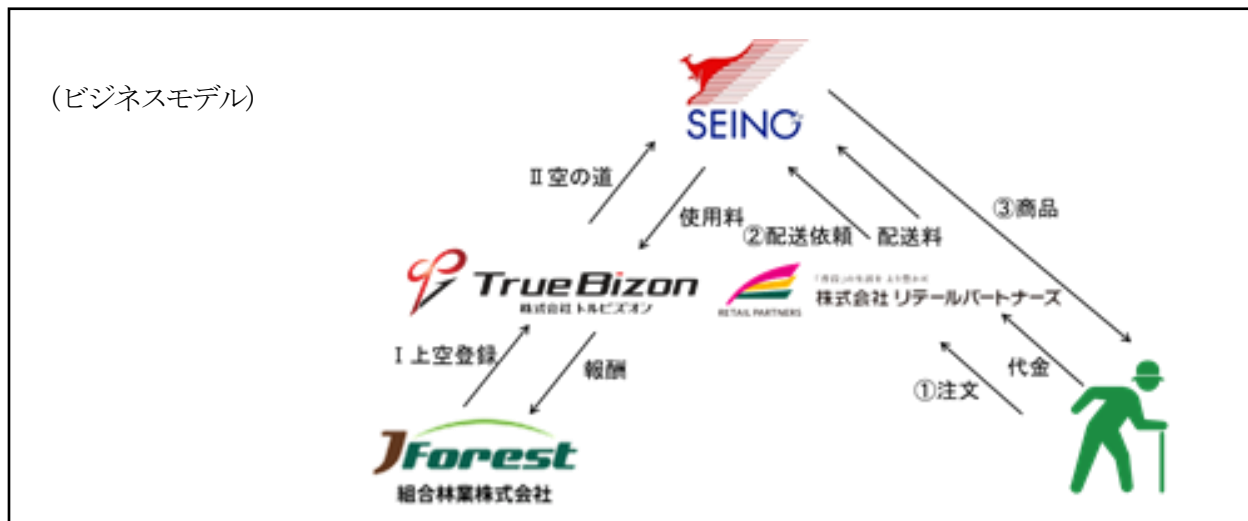 (ビジネスモデル)
SEINO
Ⅱ空の道
使用料
②配送依頼
配送料
③商品
TrueBizon
株式会社 トルビズオン
RETAIL PARTNERS
株式会社 リテールパートナーズ
Ⅰ上空登録
報酬
①注文
代金
JForest
組合林業株式会社